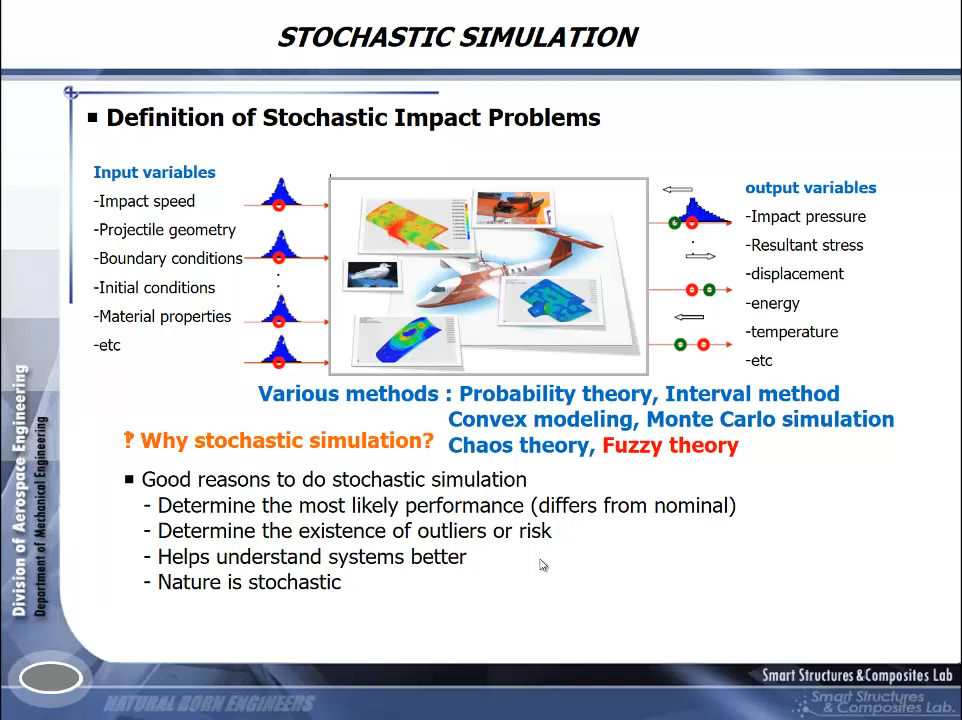 STOCHASTIC SIMULATION
Definition of Stochastic Impact Problems
Input variables
-Impact speed
-Projectile geometry
-Boundary conditions
-Initial conditions
-Material properties
-etc
output variables
-Impact pressure
-Resultant stress
-displacement
-energy
-temperature
-etc
Various methods : Probability theory, Interval method
Convex modeling, Monte Carlo simulation
Chaos theory, Fuzzy theory
? Why stochastic simulation?
Good reasons to do stochastic simulation
- Determine the most likely performance (differs from nominal)
- Determine the existence of outliers or risk
- Helps understand systems better
- Nature is stochastic
Division of Aerospace Engineering
Department of Mechanical Engineering
Smart Structures &Composites Lab
NATURAL BORN ENGINEERS
Smart Structures
& Composites Lab.